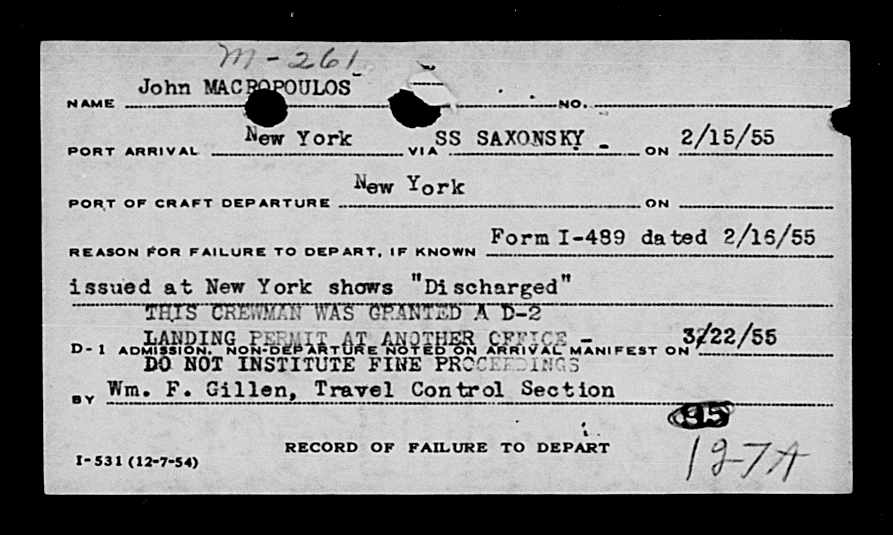 M-261
John MACROPOULOS
NAME NO.
New York SS SAXONSKY 2/15/55
PORT ARRIVAL VIA ON
New York
PORT OF CRAFT DEPARTURE ON
REASON FOR FAILURE TO DEPART, IF KNOWN Form I-489 dated 2/16/55
issued at New York shows "Discharged"
THIS CREWMAN WAS GRANTED A D-2
LANDING PERMIT AT ANOTHER OFFICE - 3/22/55
D-1 ADMISSION. NON-DEPARTURE NOTED ON ARRIVAL MANIFEST ON
DO NOT INSTITUTE FINE PROCEEDINGS
BY Wm. F. Gillen, Travel Control Section
RECORD OF FAILURE TO DEPART
I-531 (12-7-54)